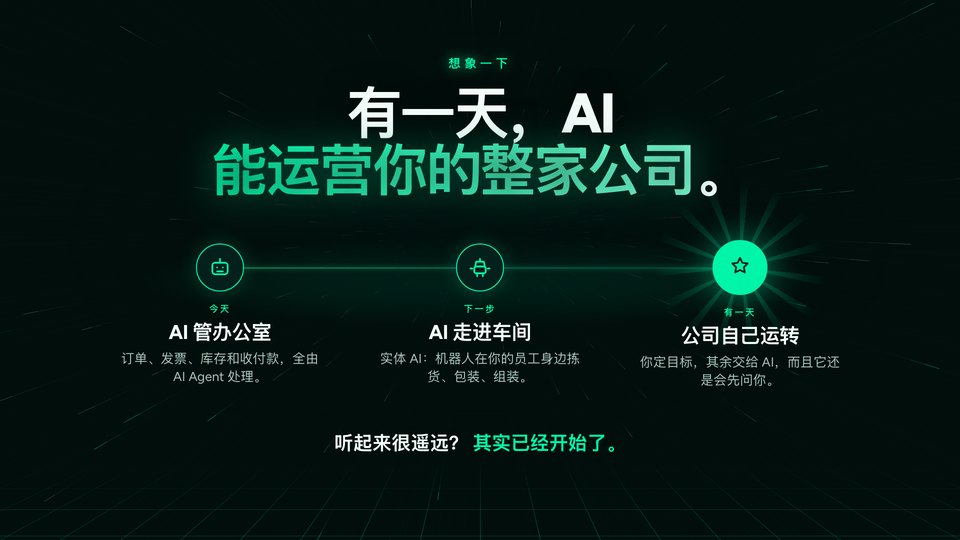 想象一下
有一天，AI
能运营你的整家公司。
今天
AI 管办公室
订单、发票、库存和收付款，全由
AI Agent 处理。
下一步
AI 走进车间
实体 AI：机器人在你的员工身边拣
货、包装、组装。
有一天
公司自己运转
你定目标，其余交给 AI，而且它还
是会先问你。
听起来很遥远？ 其实已经开始了。